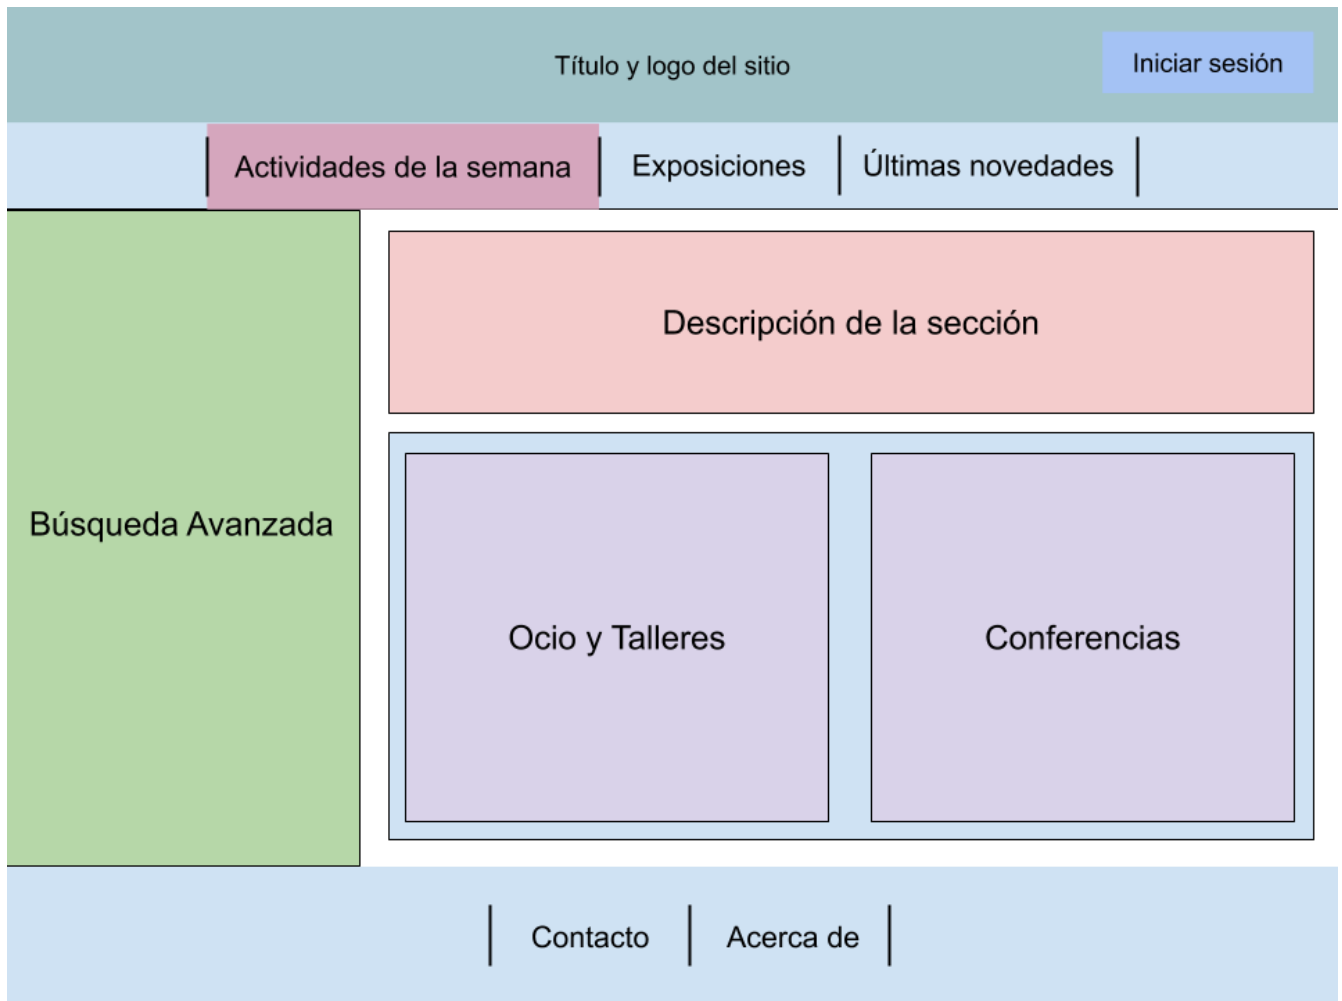 Título y logo del sitio
Iniciar sesión
Actividades de la semana
Exposiciones
Últimas novedades
Descripción de la sección
Búsqueda Avanzada
Ocio y Talleres
Conferencias
Contacto
Acerca de